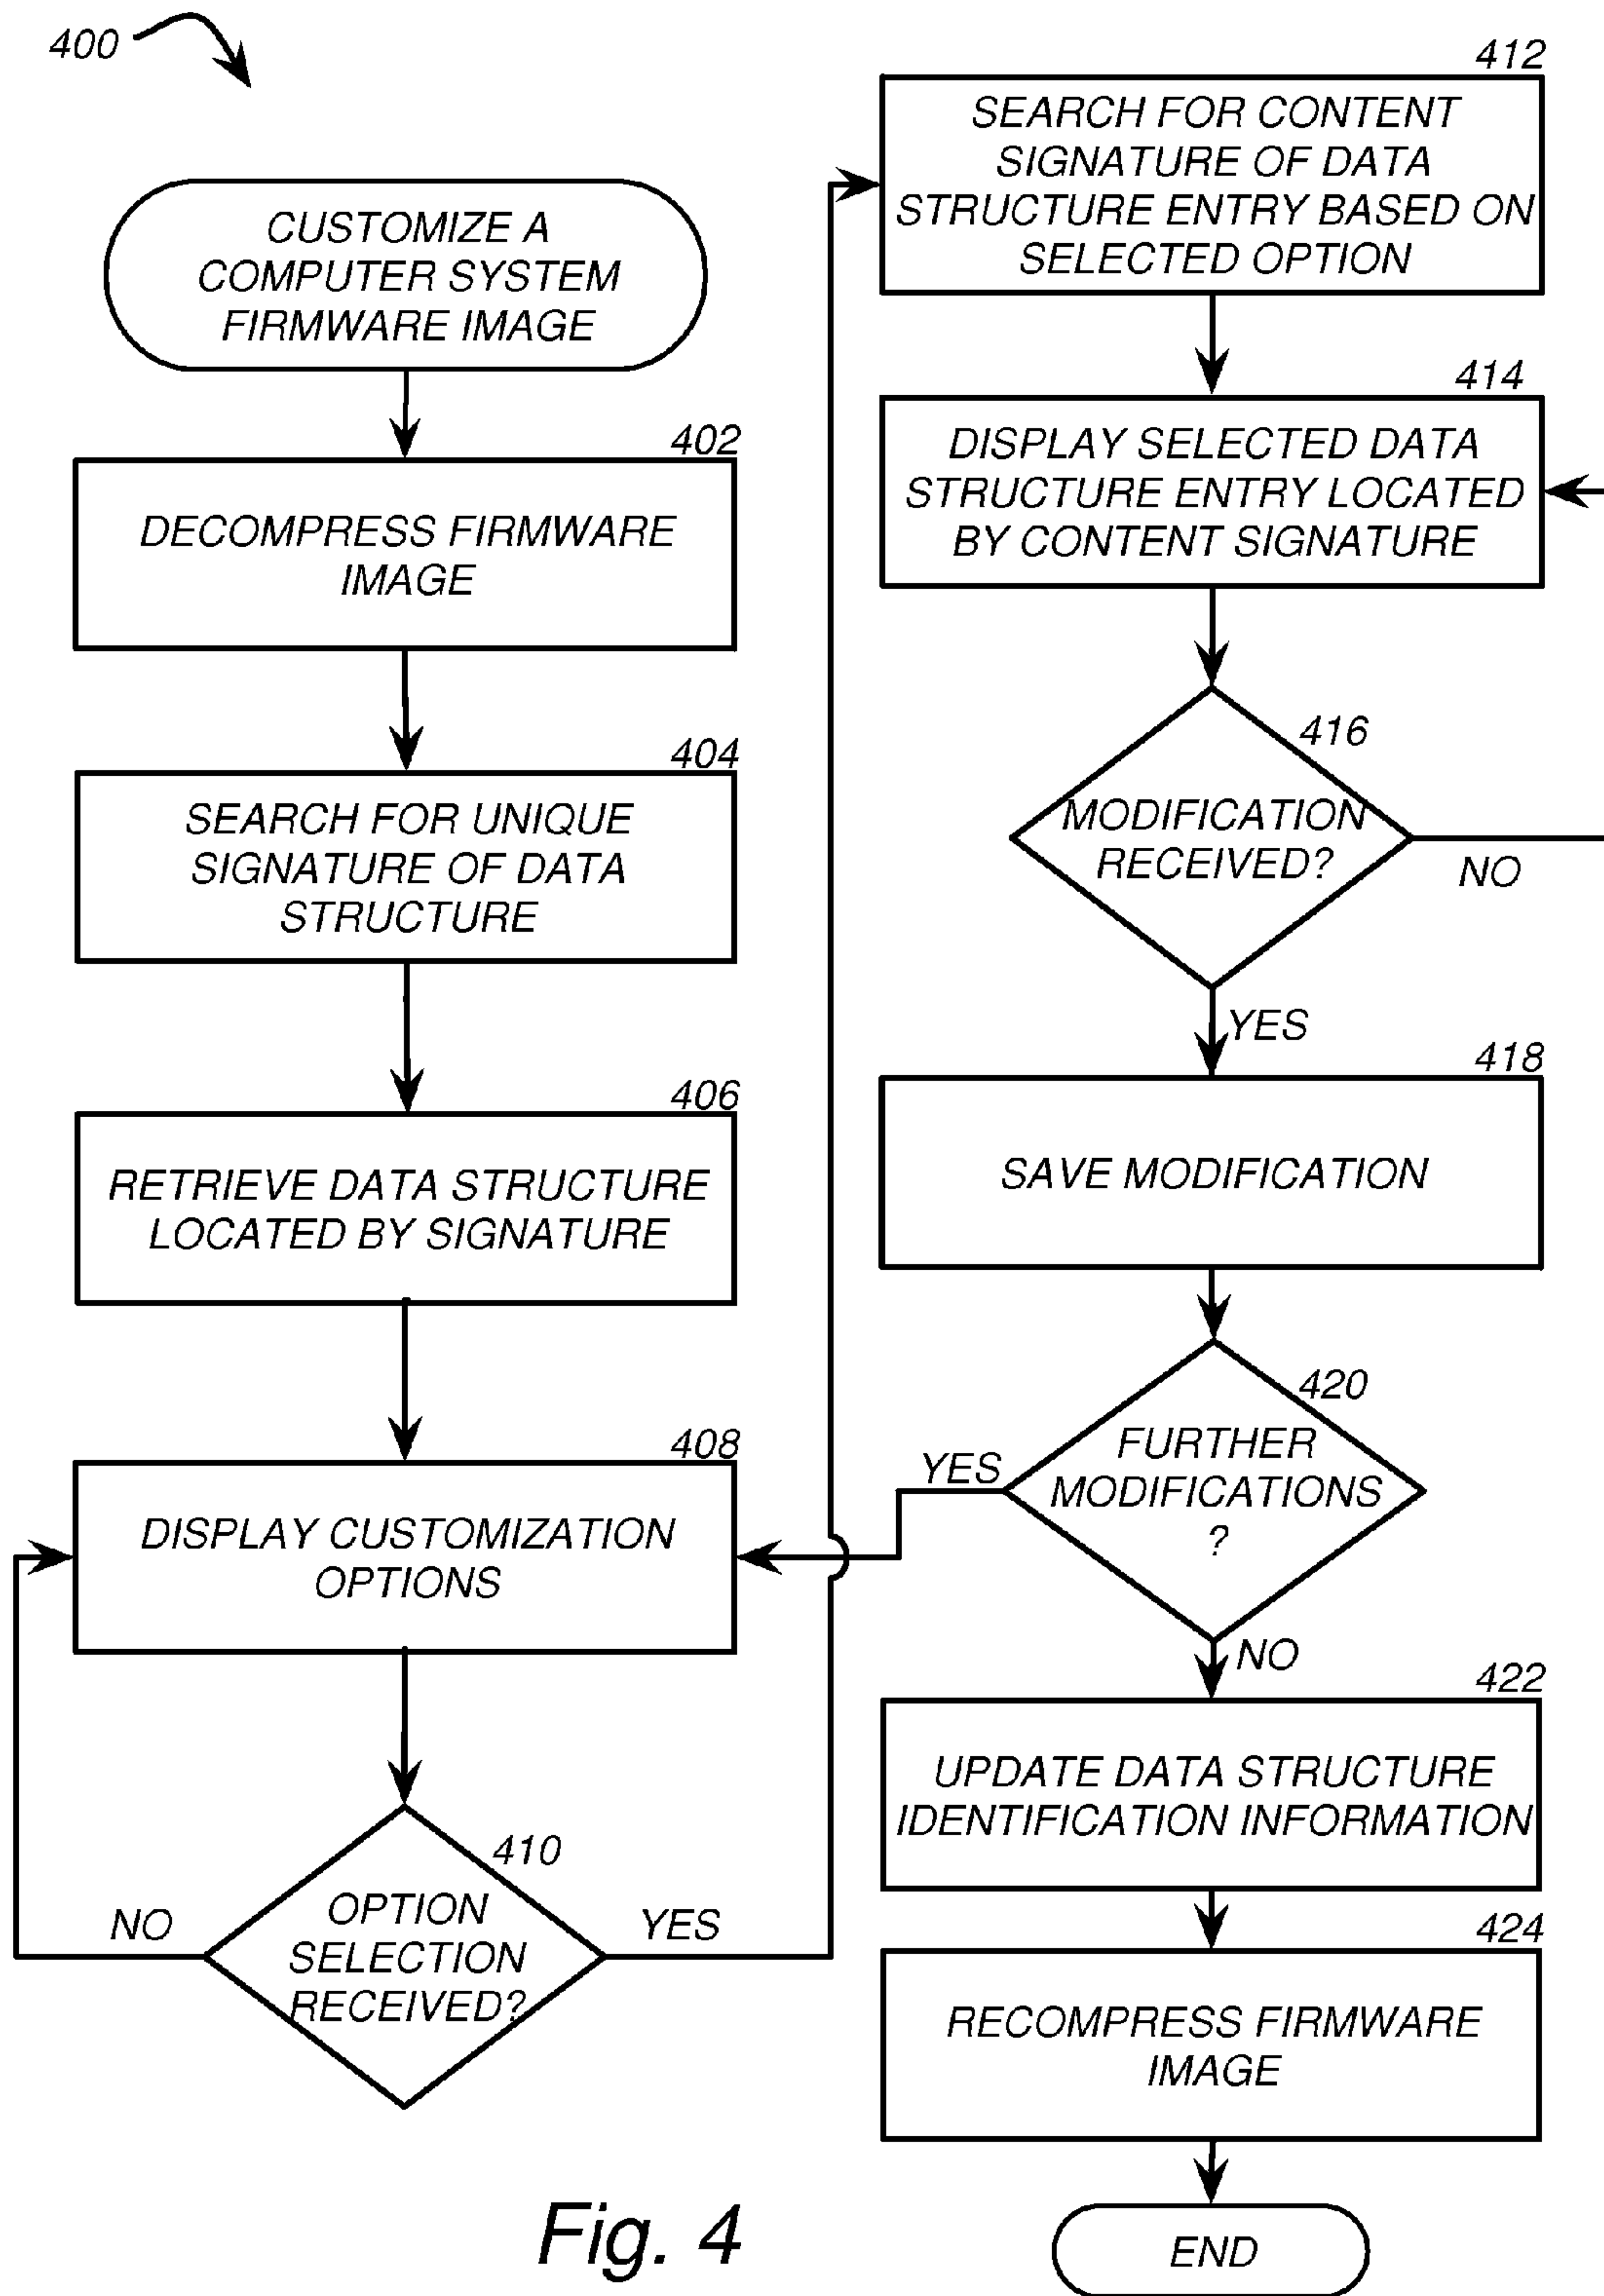 400
CUSTOMIZE A
COMPUTER SYSTEM
FIRMWARE IMAGE
402
DECOMPRESS FIRMWARE
IMAGE
404
SEARCH FOR UNIQUE
SIGNATURE OF DATA
STRUCTURE
406
RETRIEVE DATA STRUCTURE
LOCATED BY SIGNATURE
408
DISPLAY CUSTOMIZATION
OPTIONS
410
OPTION
SELECTION
RECEIVED?
NO
YES
412
SEARCH FOR CONTENT
SIGNATURE OF DATA
STRUCTURE ENTRY BASED ON
SELECTED OPTION
414
DISPLAY SELECTED DATA
STRUCTURE ENTRY LOCATED
BY CONTENT SIGNATURE
416
MODIFICATION
RECEIVED?
NO
YES
418
SAVE MODIFICATION
420
FURTHER
MODIFICATIONS
?
YES
NO
422
UPDATE DATA STRUCTURE
IDENTIFICATION INFORMATION
424
RECOMPRESS FIRMWARE
IMAGE
END
Fig. 4